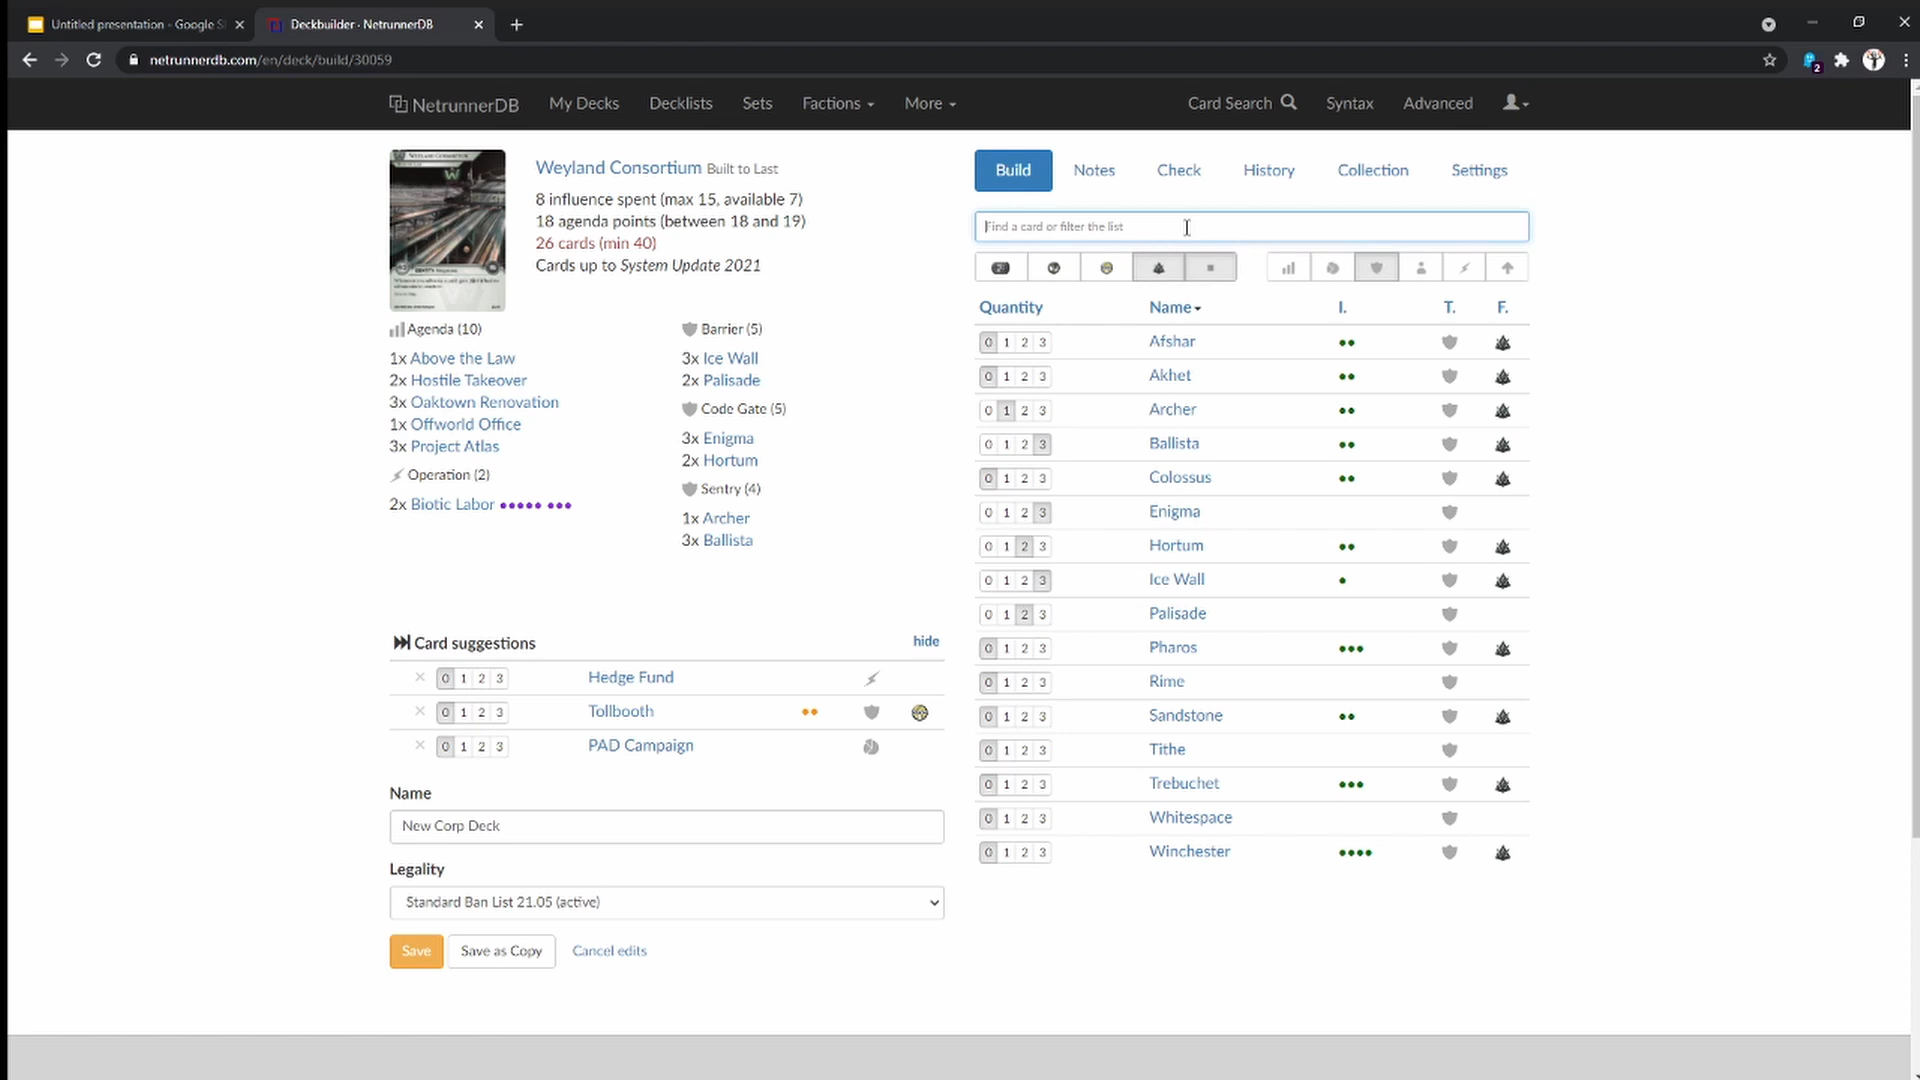 Untitled presentation - Google S
Deckbuilder · NetrunnerDB
netrunnerdb.com/en/deck/build/30059
2
NetrunnerDB
My Decks
Decklists
Sets
Factions
More
Card Search
Syntax
Advanced
Weyland Consortium Built to Last
8 influence spent (max 15, available 7)
18 agenda points (between 18 and 19)
26 cards (min 40)
Cards up to System Update 2021
Agenda (10)
1x Above the Law
2x Hostile Takeover
3x Oaktown Renovation
1x Offworld Office
3x Project Atlas
Operation (2)
2x Biotic Labor
Barrier (5)
3x Ice Wall
2x Palisade
Code Gate (5)
3x Enigma
2x Hortum
Sentry (4)
1x Archer
3x Ballista
Card suggestions
hide
× 0 1 2 3 Hedge Fund
× 0 1 2 3 Tollbooth
× 0 1 2 3 PAD Campaign
Name
New Corp Deck
Legality
Standard Ban List 21.05 (active)
Save
Save as Copy
Cancel edits
Build
Notes
Check
History
Collection
Settings
Find a card or filter the list
Quantity Name I. T. F.
0 1 2 3 Afshar
0 1 2 3 Akhet
0 1 2 3 Archer
0 1 2 3 Ballista
0 1 2 3 Colossus
0 1 2 3 Enigma
0 1 2 3 Hortum
0 1 2 3 Ice Wall
0 1 2 3 Palisade
0 1 2 3 Pharos
0 1 2 3 Rime
0 1 2 3 Sandstone
0 1 2 3 Tithe
0 1 2 3 Trebuchet
0 1 2 3 Whitespace
0 1 2 3 Winchester